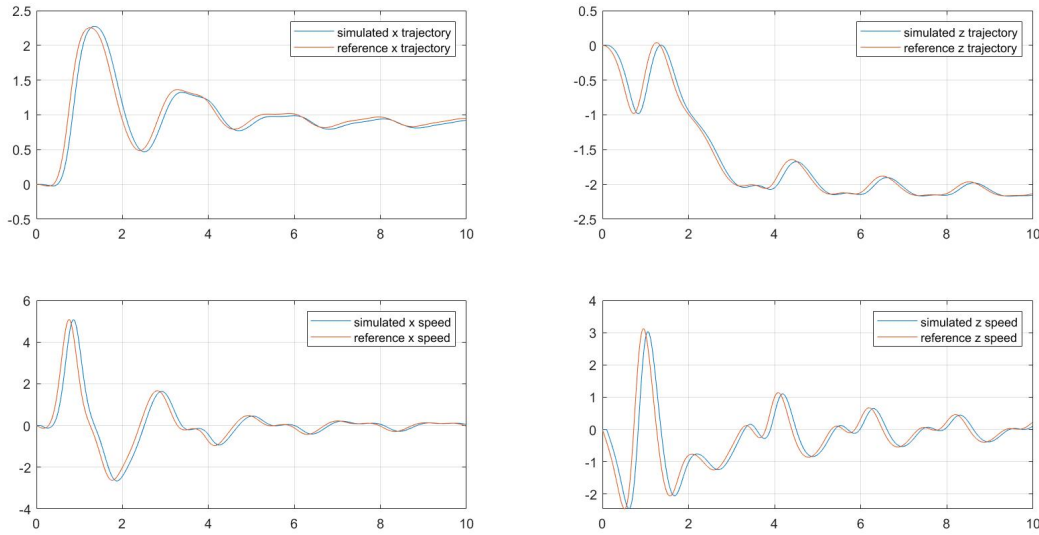 2.5
2
1.5
1
0.5
0
-0.5
0 2 4 6 8 10
simulated x trajectory
reference x trajectory
0.5
0
-0.5
-1
-1.5
-2
-2.5
0 2 4 6 8 10
simulated z trajectory
reference z trajectory
6
4
2
0
-2
-4
0 2 4 6 8 10
simulated x speed
reference x speed
4
3
2
1
0
-1
-2
0 2 4 6 8 10
simulated z speed
reference z speed